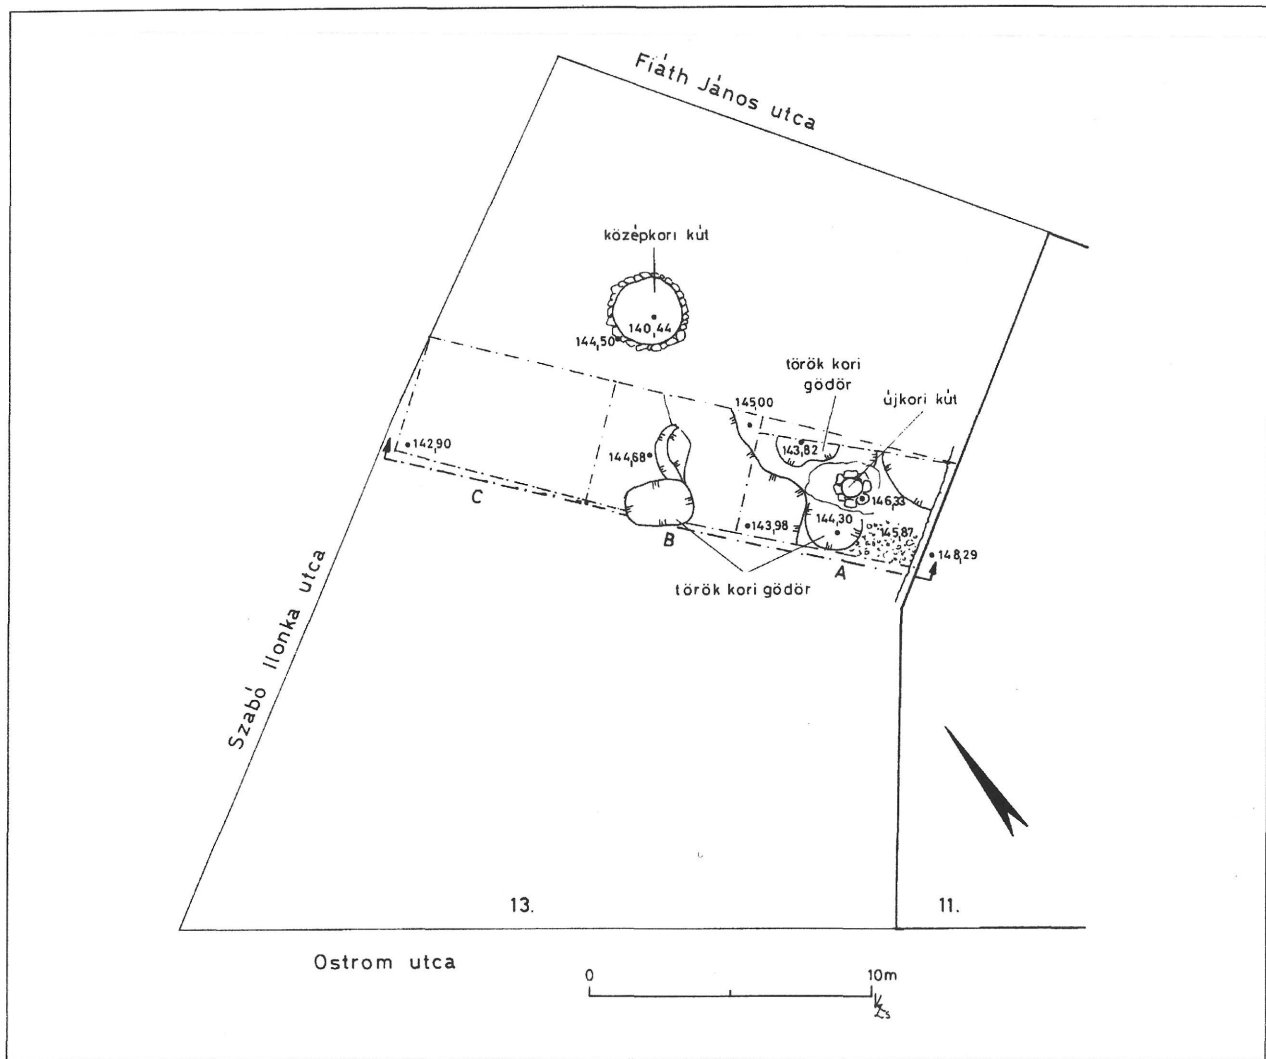 Fiáth János utca
középkori kút
140,44
144,50
török kori
gödör
újkori kút
145,00
143,82
142,90
144,68
146,33
C
143,98
144,30
145,87
B
148,29
A
török kori gödör
Szabó Ilonka utca
13.
11.
Ostrom utca
0
10m